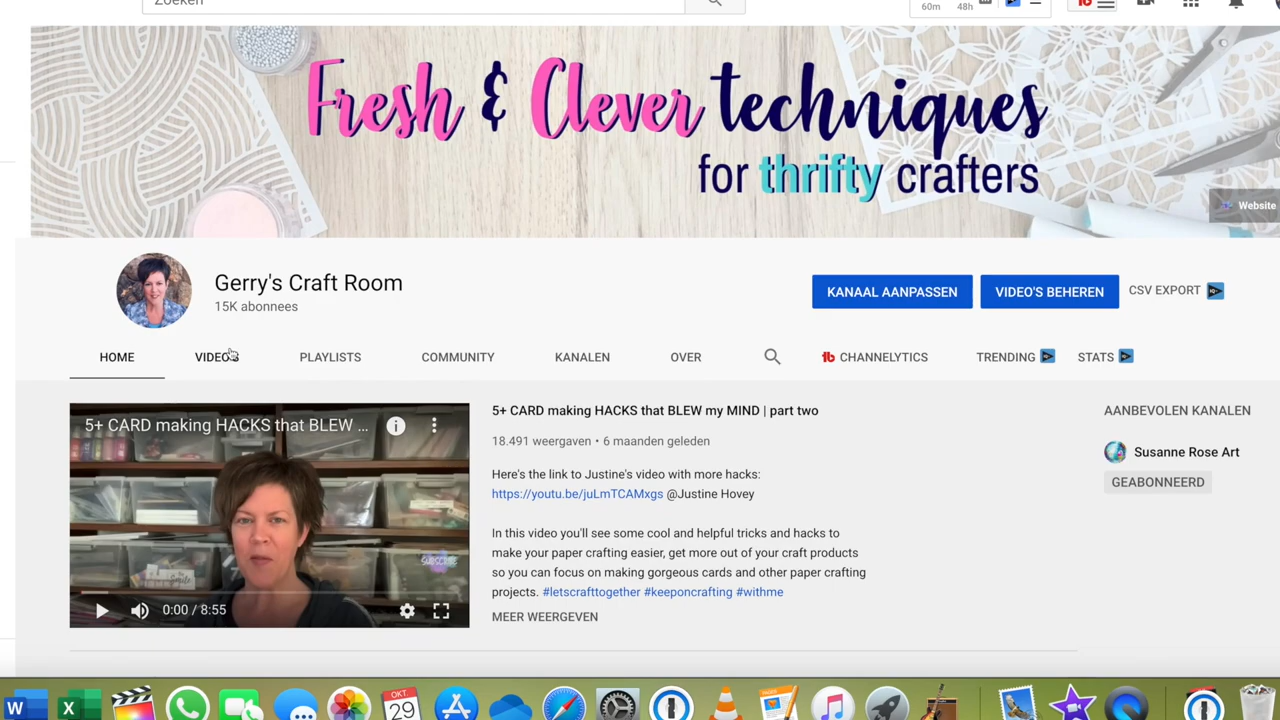 Zoeken
60m 48h
Fresh & Clever techniques
for thrifty crafters
Website
Gerry's Craft Room
15K abonnees
KANAAL AANPASSEN
VIDEO'S BEHEREN
CSV EXPORT
HOME VIDEO'S PLAYLISTS COMMUNITY KANALEN OVER tb CHANNELYTICS TRENDING STATS
5+ CARD making HACKS that BLEW ...
SUBSCRIBE
0:00 / 8:55
5+ CARD making HACKS that BLEW my MIND | part two
18.491 weergaven • 6 maanden geleden
Here's the link to Justine's video with more hacks:
https://youtu.be/juLmTCAMxgs @Justine Hovey
In this video you'll see some cool and helpful tricks and hacks to
make your paper crafting easier, get more out of your craft products
so you can focus on making gorgeous cards and other paper crafting
projects. #letscrafttogether #keeponcrafting #withme
MEER WEERGEVEN
AANBEVOLEN KANALEN
Susanne Rose Art
GEABONNEERD
W X OKT. 29